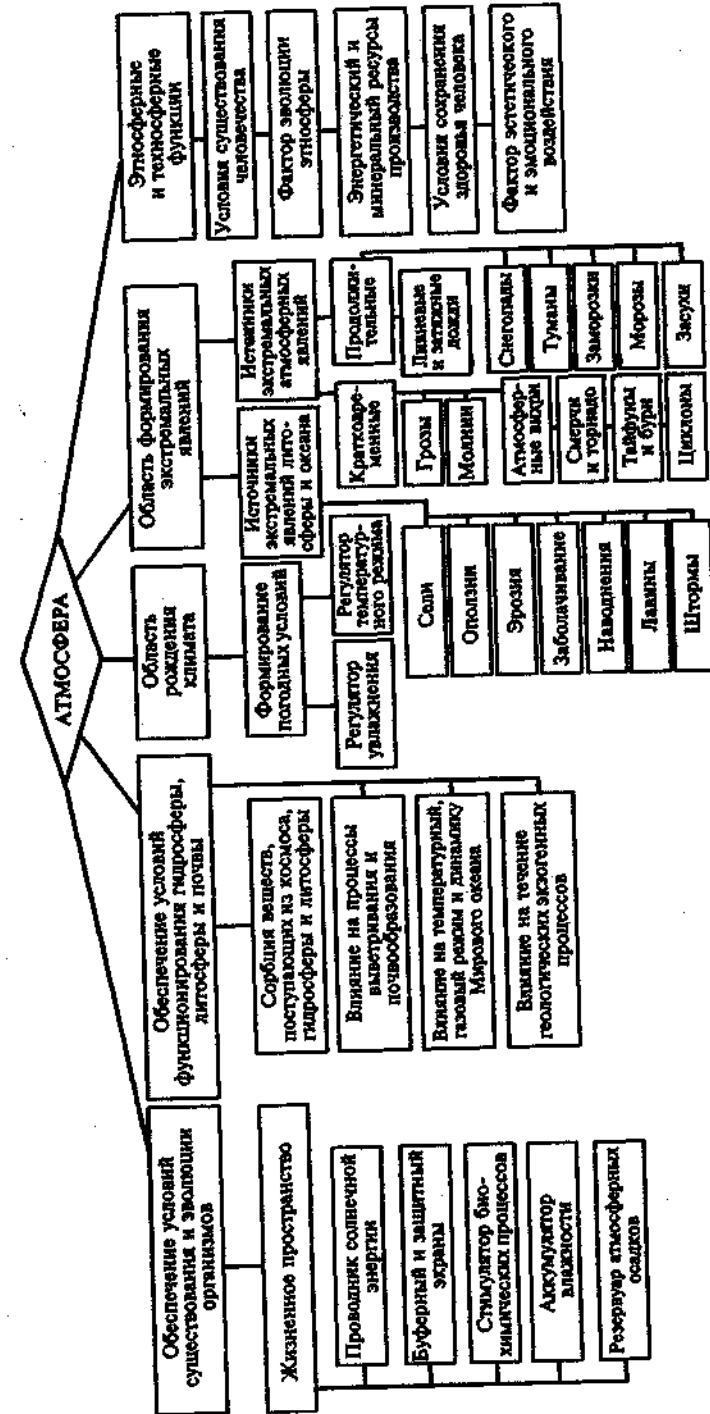 АТМОСФЕРА
Обеспечение условий
существования и эволюции
организмов
Жизненное пространство
Проводник солнечной
энергии
Буферный и защитный
экраны
Стимулятор био-
химических процессов
Аккумулятор
влажности
Резервуар атмосферных
осадков
Обеспечение условий
функционирования гидросферы,
литосферы и почвы
Сорбция веществ,
поступающих из космоса,
гидросферы и литосферы
Влияние на процессы
выветривания и
почвообразования
Влияние на температурный,
газовый режим и динамику
Мирового океана
Влияние на течение
геологических экзогенных
процессов
Область
рождения
климата
Формирование
погодных условий
Регулятор
увлажнения
Регулятор
температур-
ного режима
Область формирования
экстремальных
явлений
Источники
экстремальных
явлений лито-
сферы и океана
Сели
Оползни
Эрозия
Заболачивание
Наводнения
Лавины
Штормы
Источники
экстремальных
атмосферных
явлений
Кратковре-
менные
Грозы
Молнии
Атмосфер-
ные вихри
Смерчи
и торнадо
Тайфуны
и бури
Циклоны
Продолжи-
тельные
Ливневые
и затяжные
дожди
Снегопады
Туманы
Заморозки
Морозы
Засухи
Этносферные
и техносферные
функции
Условия существования
человечества
Фактор эволюции
этносферы
Энергетический и
минеральный ресурсы
производства
Условия сохранения
здоровья человека
Фактор эстетического
и эмоционального
воздействия